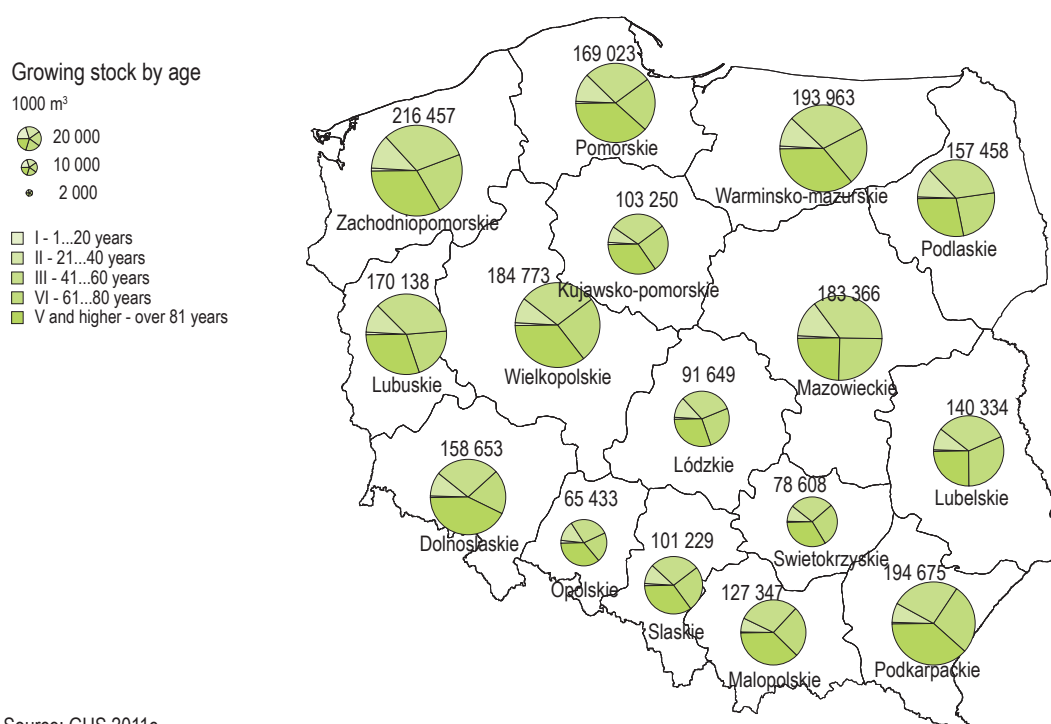 Growing stock by age
1000 m³
20 000
10 000
2 000
I - 1...20 years
II - 21...40 years
III - 41...60 years
VI - 61...80 years
V and higher - over 81 years
169 023
Pomorskie
216 457
Zachodniopomorskie
193 963
Warminsko-mazurskie
157 458
Podlaskie
103 250
Kujawsko-pomorskie
170 138
Lubuskie
184 773
Wielkopolskie
183 366
Mazowieckie
91 649
Lódzkie
140 334
Lubelskie
158 653
Dolnoslaskie
65 433
Opolskie
101 229
Slaskie
78 608
Swietokrzyskie
127 347
Malopolskie
194 675
Podkarpackie
Source: GUS 2011a